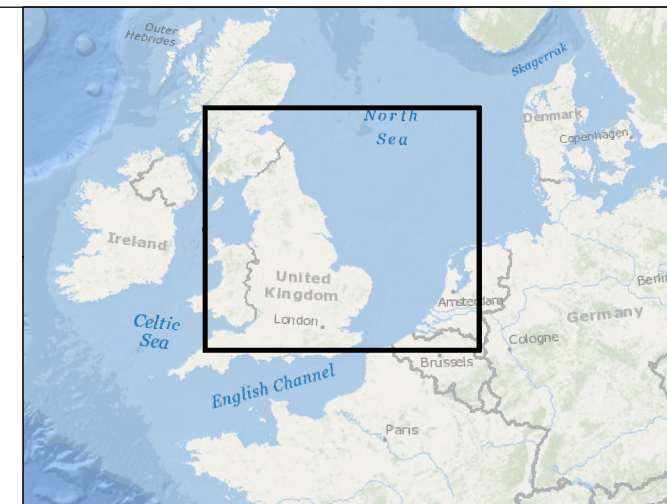 Outer
Hebrides
Skagerrak
North
Sea
Denmark
Copenhagen
Ireland
United
Kingdom
Amsterdam
Berlin
London
Germany
Celtic
Sea
Cologne
Brussels
English Channel
Paris